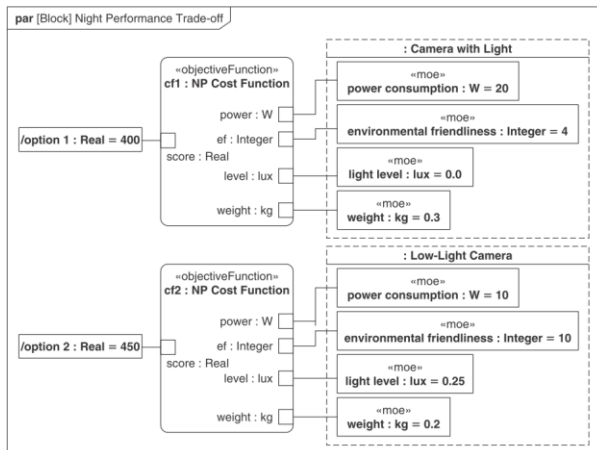 par [Block] Night Performance Trade-off
: Camera with Light
«objectiveFunction»
cf1 : NP Cost Function
«moe»
power consumption : W = 20
power : W
«moe»
environmental friendliness : Integer = 4
/option 1 : Real = 400
ef : Integer
score : Real
«moe»
light level : lux = 0.0
level : lux
«moe»
weight : kg = 0.3
weight : kg
: Low-Light Camera
«objectiveFunction»
cf2 : NP Cost Function
«moe»
power consumption : W = 10
power : W
«moe»
environmental friendliness : Integer = 10
/option 2 : Real = 450
ef : Integer
score : Real
«moe»
light level : lux = 0.25
level : lux
«moe»
weight : kg = 0.2
weight : kg